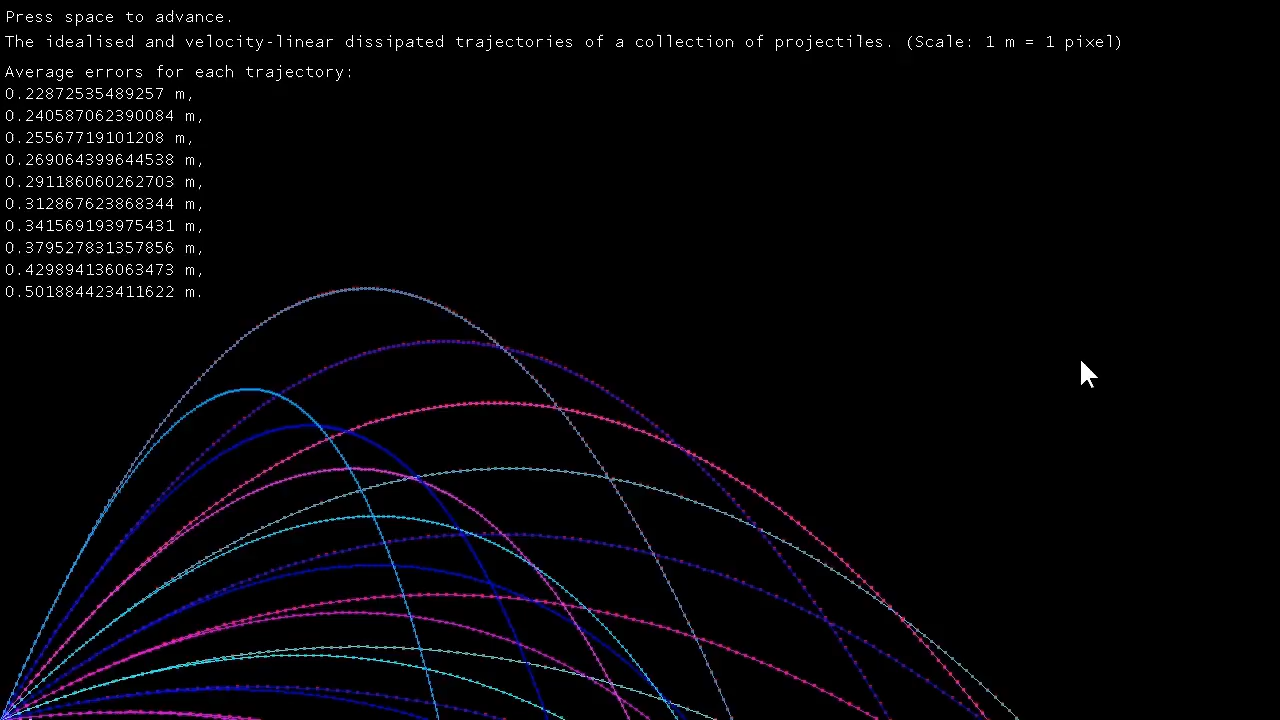 Press space to advance.
The idealised and velocity-linear dissipated trajectories of a collection of projectiles. (Scale: 1 m = 1 pixel)
Average errors for each trajectory:
0.22872535489257 m,
0.240587062390084 m,
0.25567719101208 m,
0.269064399644538 m,
0.291186060262703 m,
0.312867623868344 m,
0.341569193975431 m,
0.379527831357856 m,
0.429894136063473 m,
0.501884423411622 m.